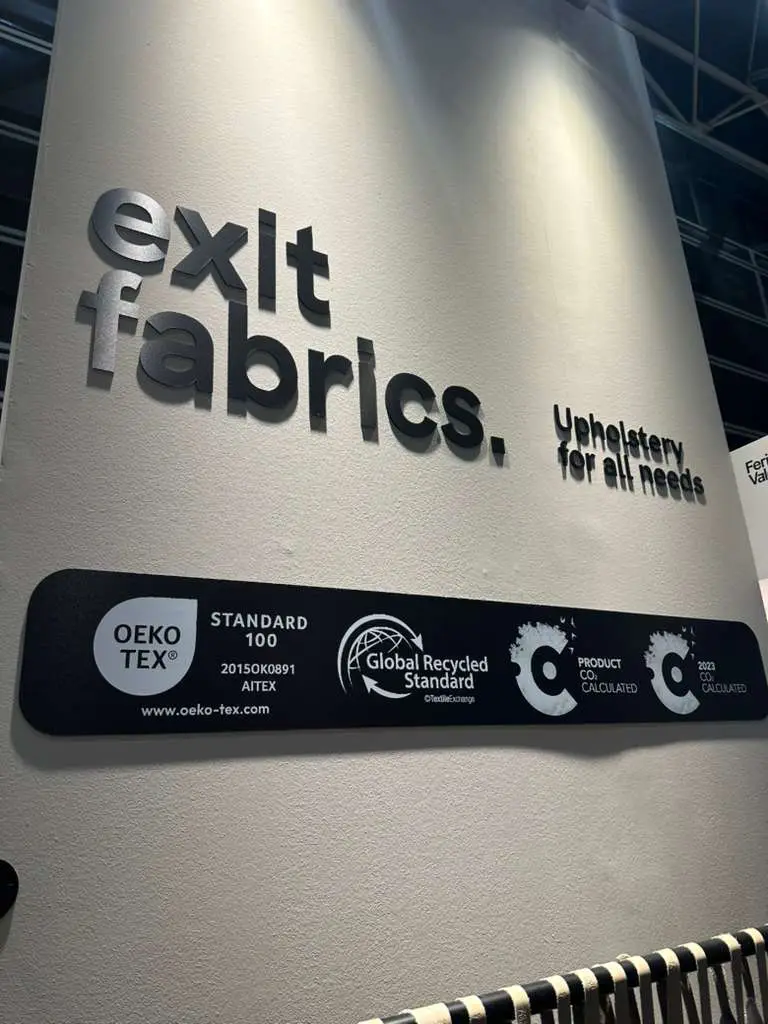 exit
fabrics.
Upholstery
for all needs
OEKO
TEX®
STANDARD
100
2015OK0891
AITEX
www.oeko-tex.com
Global Recycled
Standard
©TextileExchange
PRODUCT
CO₂
CALCULATED
2023
CO₂
CALCULATED